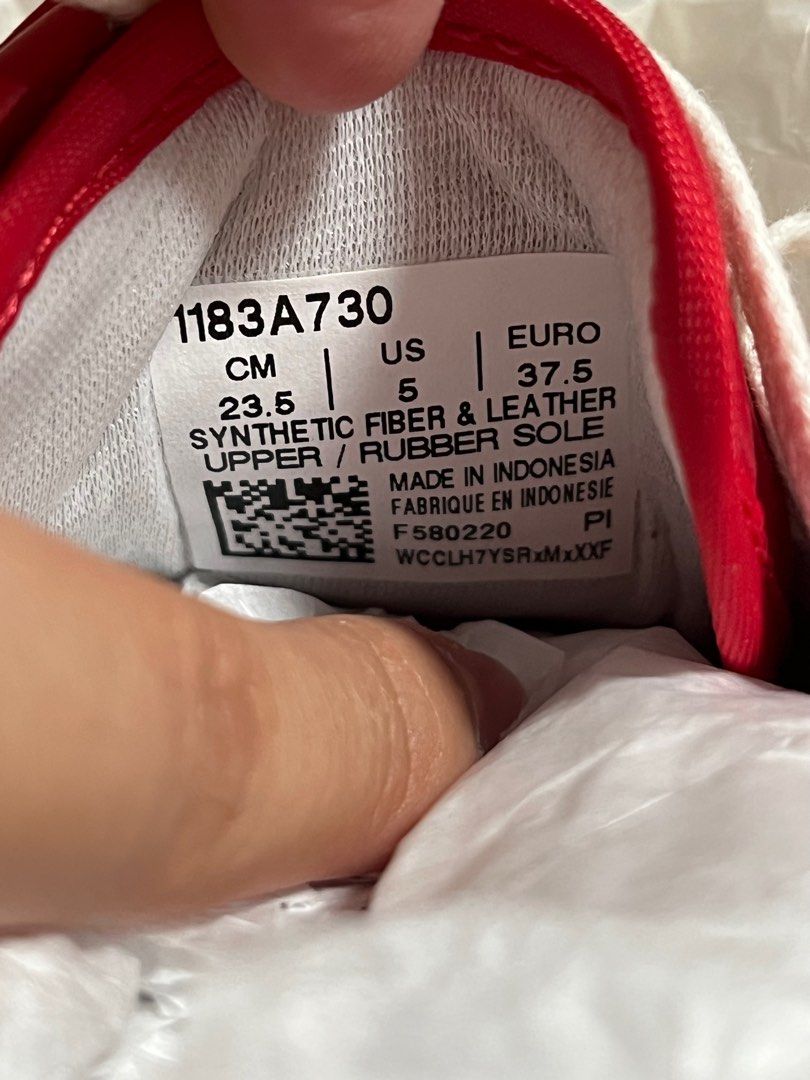 1183A730
CM | US | EURO
23.5 | 5 | 37.5
SYNTHETIC FIBER & LEATHER
UPPER / RUBBER SOLE
MADE IN INDONESIA
FABRIQUE EN INDONESIE
F580220 PI
WCCLH7YSRxMxXXF